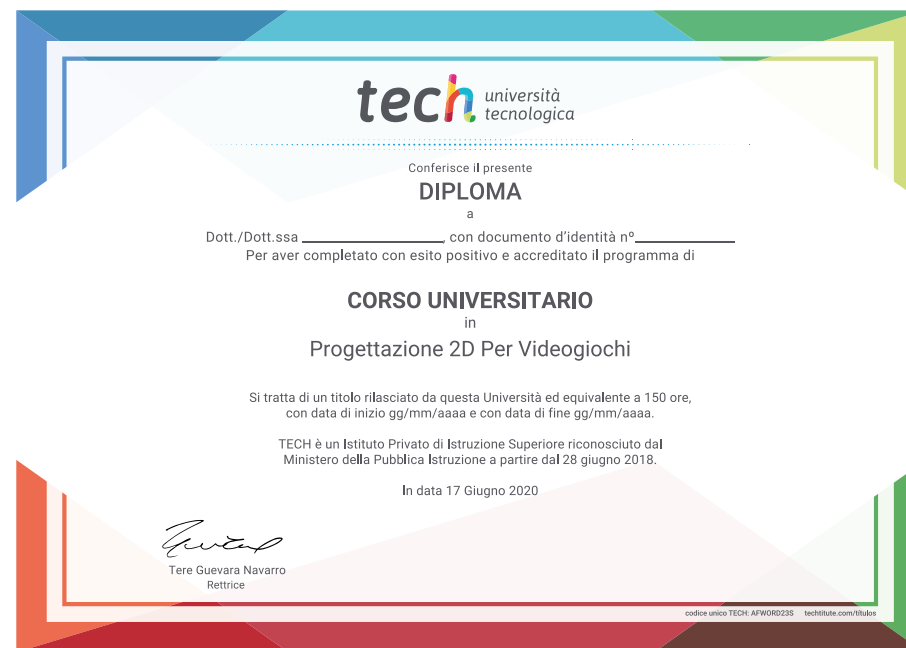 tech università
tecnologica
Conferisce il presente
DIPLOMA
a
Dott./Dott.ssa ____________________, con documento d'identità nº______________
Per aver completato con esito positivo e accreditato il programma di
CORSO UNIVERSITARIO
in
Progettazione 2D Per Videogiochi
Si tratta di un titolo rilasciato da questa Università ed equivalente a 150 ore,
con data di inizio gg/mm/aaaa e con data di fine gg/mm/aaaa.
TECH è un Istituto Privato di Istruzione Superiore riconosciuto dal
Ministero della Pubblica Istruzione a partire dal 28 giugno 2018.
In data 17 Giugno 2020
Tere Guevara Navarro
Rettrice
codice unico TECH: AFWORD23S techtitute.com/títulos